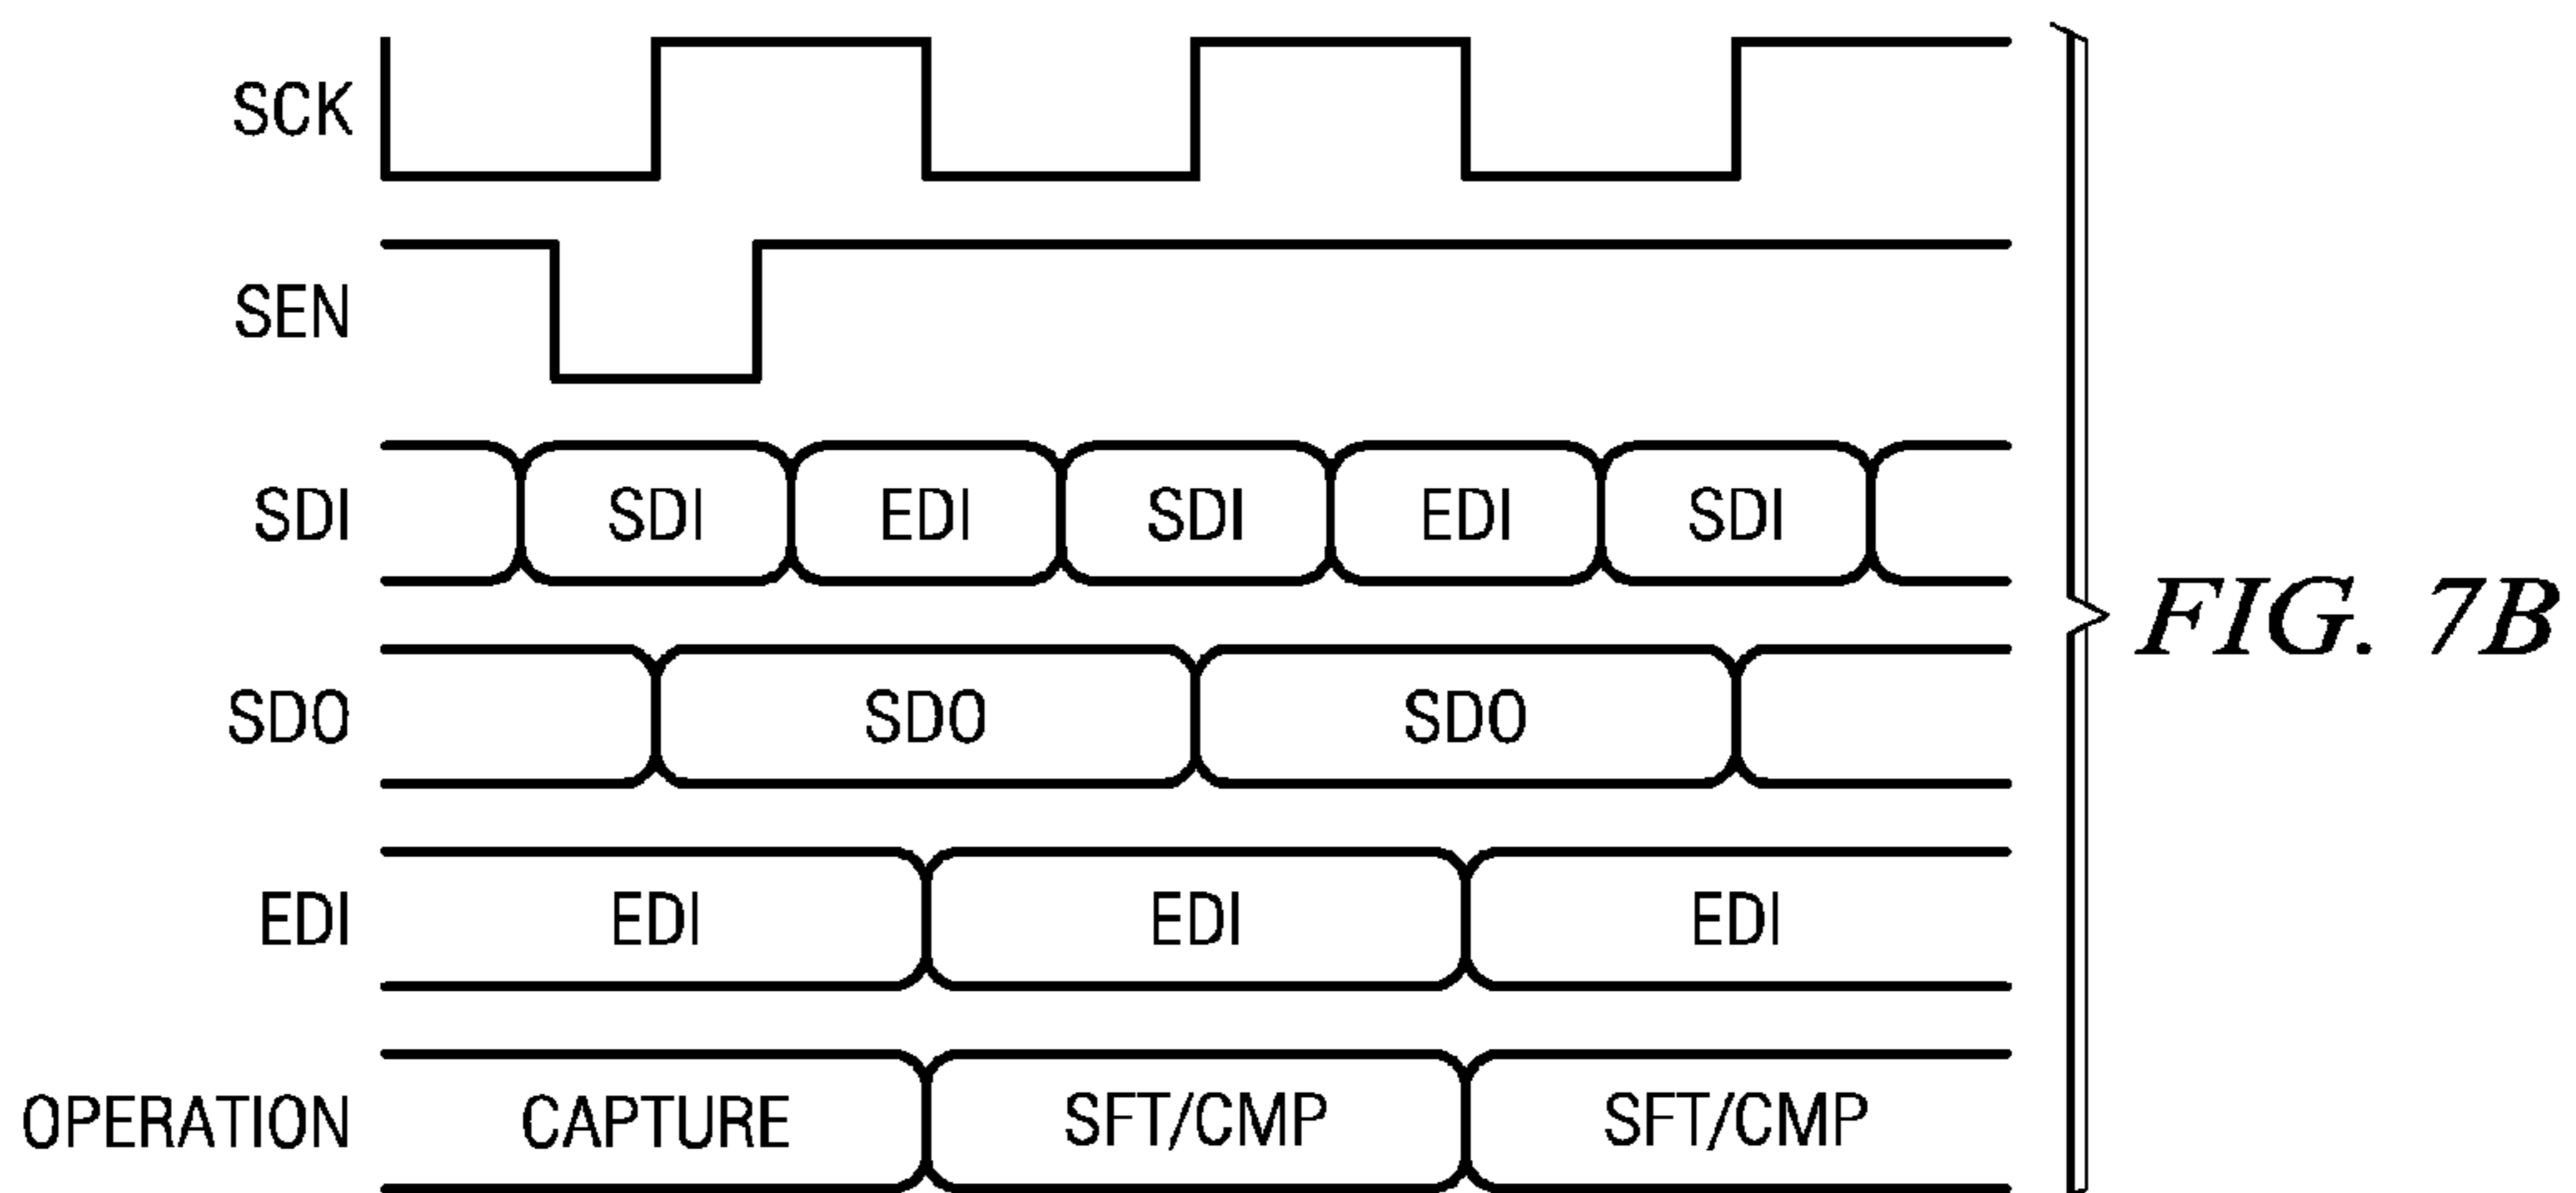 SCK
SEN
SDI SDI EDI SDI EDI SDI
SDO SDO SDO
EDI EDI EDI EDI
OPERATION CAPTURE SFT/CMP SFT/CMP
FIG. 7B